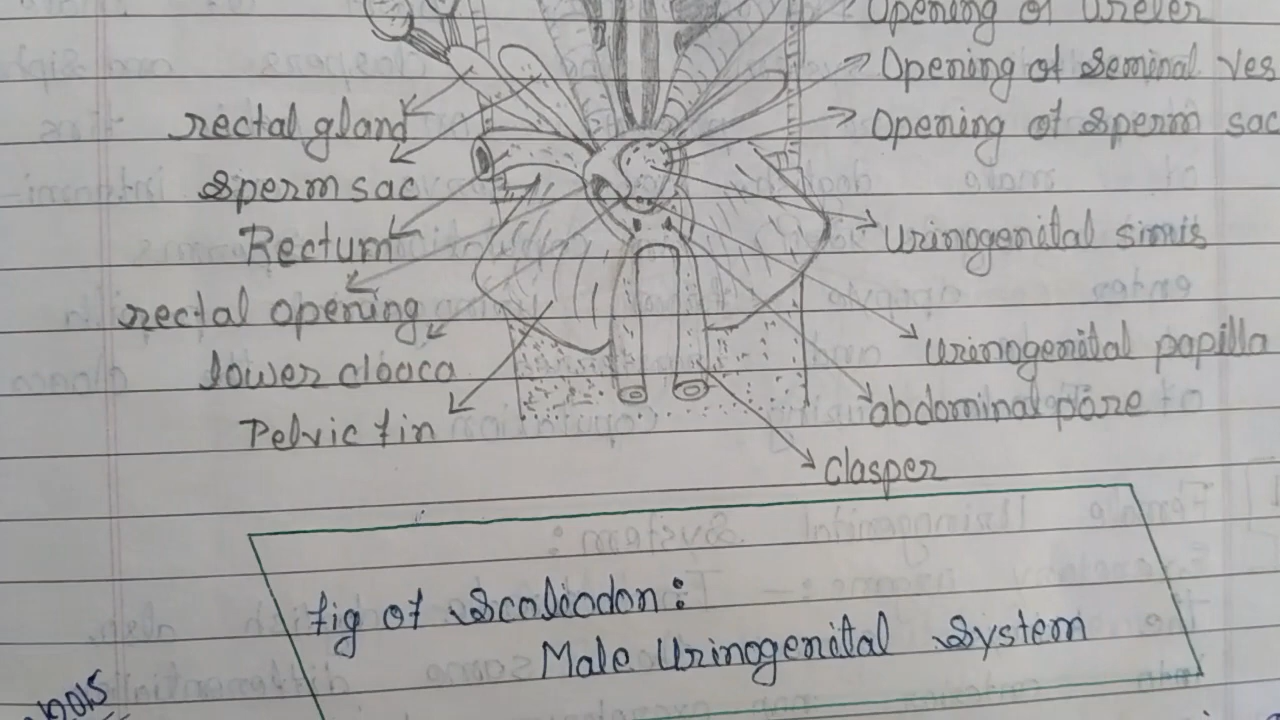 Opening of Ureter
Opening of Seminal Ves
Opening of Sperm sac
rectal gland
Sperm sac
Rectum
rectal opening
lower cloaca
Pelvic fin
Urinogenital sinus
Urinogenital papilla
abdominal pore
Clasper
fig of Scoliodon:
Male Urinogenital System